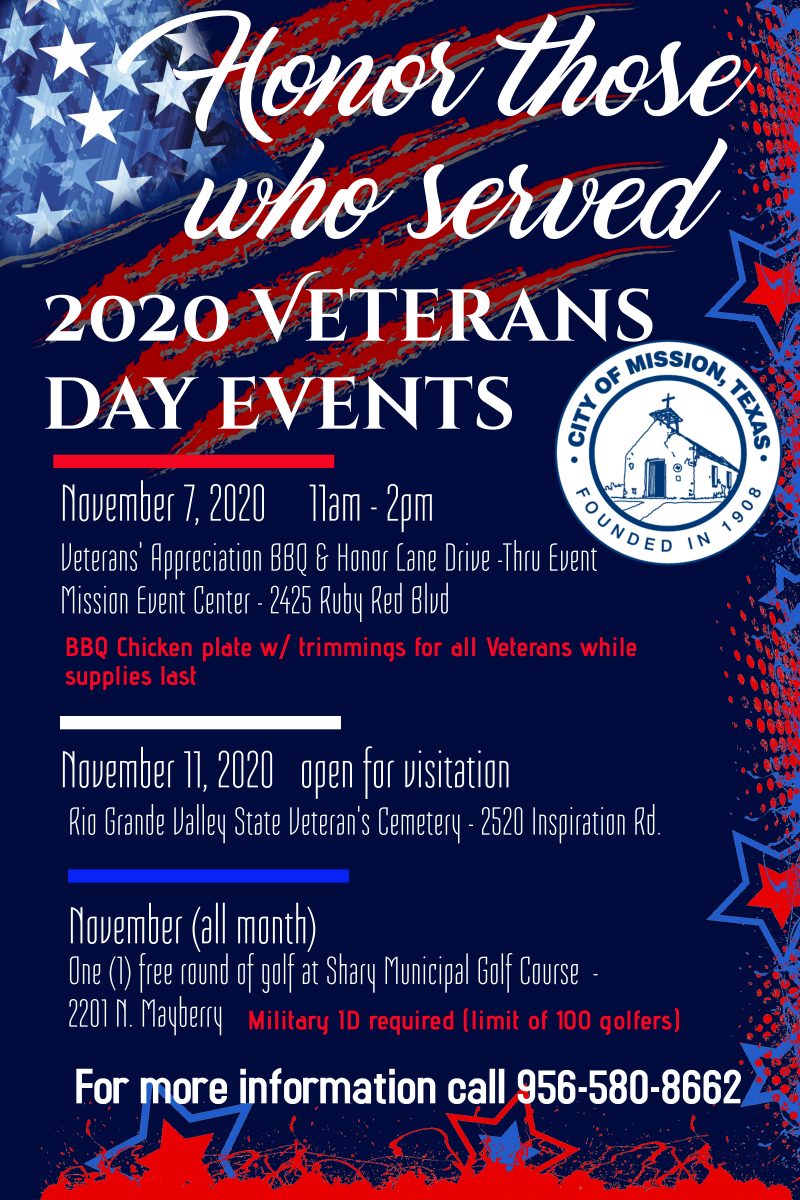 Honor those
who served
2020 VETERANS
DAY EVENTS
CITY OF MISSION, TEXAS
FOUNDED IN 1908
November 7, 2020 11am - 2pm
Veterans' Appreciation BBQ & Honor Lane Drive -Thru Event
Mission Event Center - 2425 Ruby Red Blvd
BBQ Chicken plate w/ trimmings for all Veterans while
supplies last
November 11, 2020 open for visitation
Rio Grande Valley State Veteran's Cemetery - 2520 Inspiration Rd.
November (all month)
One (1) free round of golf at Shary Municipal Golf Course -
2201 N. Mayberry Military ID required (limit of 100 golfers)
For more information call 956-580-8662